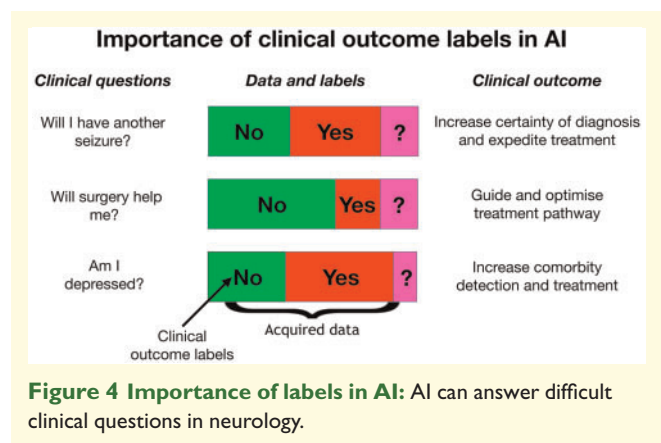 Importance of clinical outcome labels in AI
Clinical questions
Data and labels
Clinical outcome
Will I have another
seizure?
No
Yes
?
Increase certainty of diagnosis
and expedite treatment
Will surgery help
me?
No
Yes
?
Guide and optimise
treatment pathway
Am I
depressed?
No
Yes
?
Increase comorbity
detection and treatment
Clinical
outcome labels
Acquired data
Figure 4 Importance of labels in AI: AI can answer difficult
clinical questions in neurology.